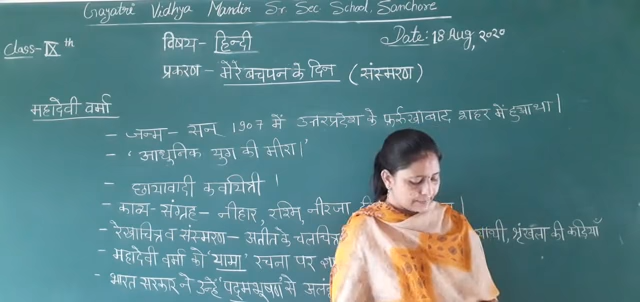 Gayatri Vidhya Mandir Sr. Sec School, Sanchore
Class- IX th
विषय- हिन्दी
Date: 18 Aug, 2020
प्रकरण- मेरे बचपन के दिन (संस्मरण)
महादेवी वर्मा
- जन्म - सन् 1907 में उत्तरप्रदेश के फर्रुखाबाद शहर में हुआ था।
- 'आधुनिक युग की मीरा।'
- छायावादी कवयित्री।
- काव्य-संग्रह- नीहार, रश्मि, नीरजा
- रेखाचित्र व संस्मरण- अतीत के चलचित्र, श्रृंखला की कड़ियाँ
- महादेवी वर्मा को 'यामा' रचना पर
- भारत सरकार ने उन्हें 'पद्मभूषण' से